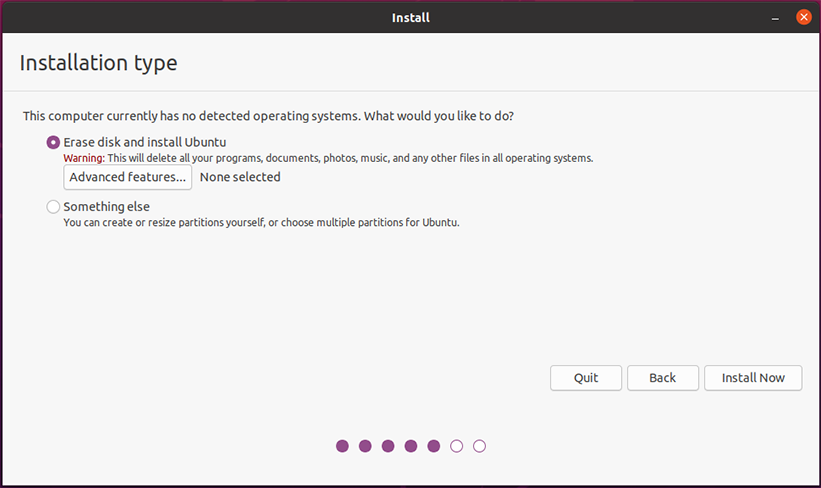 Install
Installation type
This computer currently has no detected operating systems. What would you like to do?
Erase disk and install Ubuntu
Warning: This will delete all your programs, documents, photos, music, and any other files in all operating systems.
Advanced features... None selected
Something else
You can create or resize partitions yourself, or choose multiple partitions for Ubuntu.
Quit Back Install Now